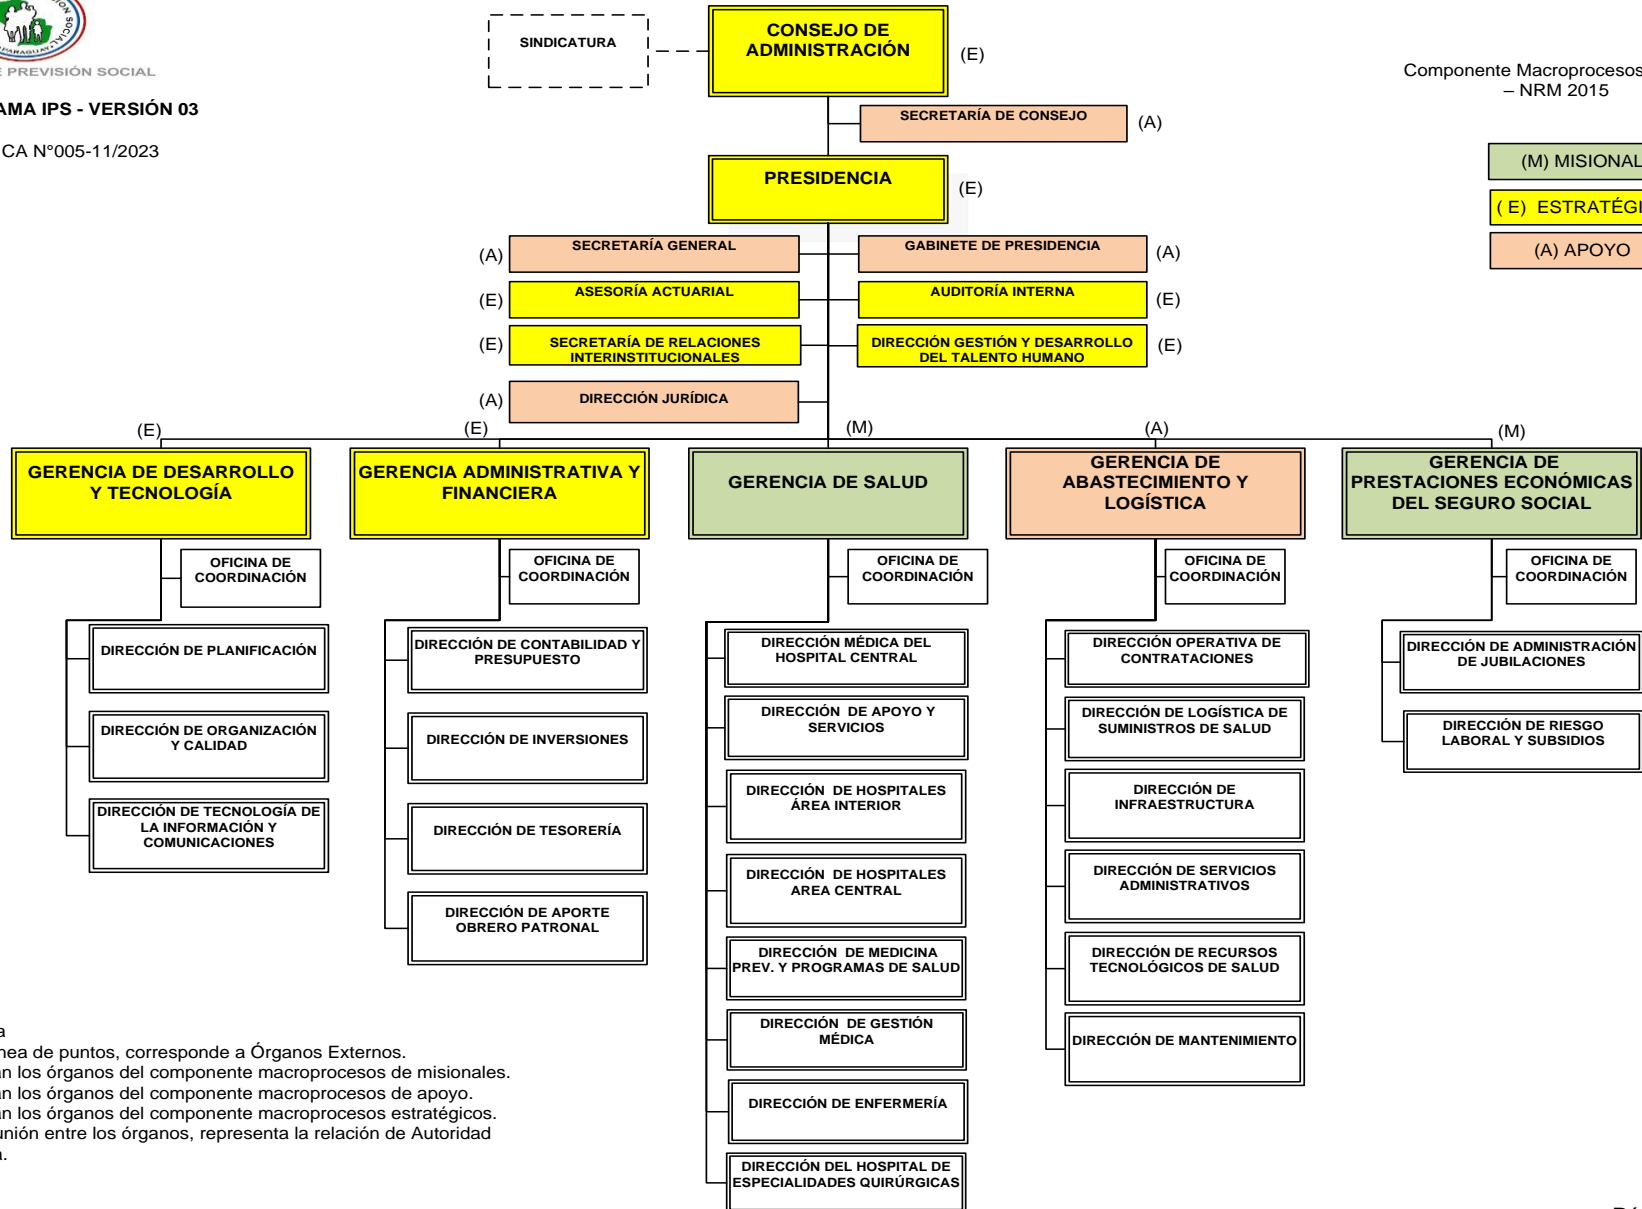 PARAGUAY
SOCIAL
E PREVISIÓN SOCIAL
AMA IPS - VERSIÓN 03
CA N°005-11/2023
SINDICATURA
CONSEJO DE
ADMINISTRACIÓN
(E)
Componente Macroprocesos
– NRM 2015
SECRETARÍA DE CONSEJO
(A)
(M) MISIONAL
( E) ESTRATÉGI
(A) APOYO
PRESIDENCIA
(E)
(A)
SECRETARÍA GENERAL
GABINETE DE PRESIDENCIA
(A)
(E)
ASESORÍA ACTUARIAL
AUDITORÍA INTERNA
(E)
(E)
SECRETARÍA DE RELACIONES
INTERINSTITUCIONALES
DIRECCIÓN GESTIÓN Y DESARROLLO
DEL TALENTO HUMANO
(E)
(A)
DIRECCIÓN JURÍDICA
(E)
(E)
(M)
(A)
(M)
GERENCIA DE DESARROLLO
Y TECNOLOGÍA
GERENCIA ADMINISTRATIVA Y
FINANCIERA
GERENCIA DE SALUD
GERENCIA DE
ABASTECIMIENTO Y
LOGÍSTICA
GERENCIA DE
PRESTACIONES ECONÓMICAS
DEL SEGURO SOCIAL
OFICINA DE
COORDINACIÓN
OFICINA DE
COORDINACIÓN
OFICINA DE
COORDINACIÓN
OFICINA DE
COORDINACIÓN
OFICINA DE
COORDINACIÓN
DIRECCIÓN DE PLANIFICACIÓN
DIRECCIÓN DE ORGANIZACIÓN
Y CALIDAD
DIRECCIÓN DE TECNOLOGÍA DE
LA INFORMACIÓN Y
COMUNICACIONES
DIRECCIÓN DE CONTABILIDAD Y
PRESUPUESTO
DIRECCIÓN DE INVERSIONES
DIRECCIÓN DE TESORERÍA
DIRECCIÓN DE APORTE
OBRERO PATRONAL
DIRECCIÓN MÉDICA DEL
HOSPITAL CENTRAL
DIRECCIÓN DE APOYO Y
SERVICIOS
DIRECCIÓN DE HOSPITALES
ÁREA INTERIOR
DIRECCIÓN DE HOSPITALES
AREA CENTRAL
DIRECCIÓN DE MEDICINA
PREV. Y PROGRAMAS DE SALUD
DIRECCIÓN DE GESTIÓN
MÉDICA
DIRECCIÓN DE ENFERMERÍA
DIRECCIÓN DEL HOSPITAL DE
ESPECIALIDADES QUIRÚRGICAS
DIRECCIÓN OPERATIVA DE
CONTRATACIONES
DIRECCIÓN DE LOGÍSTICA DE
SUMINISTROS DE SALUD
DIRECCIÓN DE
INFRAESTRUCTURA
DIRECCIÓN DE SERVICIOS
ADMINISTRATIVOS
DIRECCIÓN DE RECURSOS
TECNOLÓGICOS DE SALUD
DIRECCIÓN DE MANTENIMIENTO
DIRECCIÓN DE ADMINISTRACIÓN
DE JUBILACIONES
DIRECCIÓN DE RIESGO
LABORAL Y SUBSIDIOS
a
nea de puntos, corresponde a Órganos Externos.
an los órganos del componente macroprocesos de misionales.
an los órganos del componente macroprocesos de apoyo.
an los órganos del componente macroprocesos estratégicos.
unión entre los órganos, representa la relación de Autoridad
a.